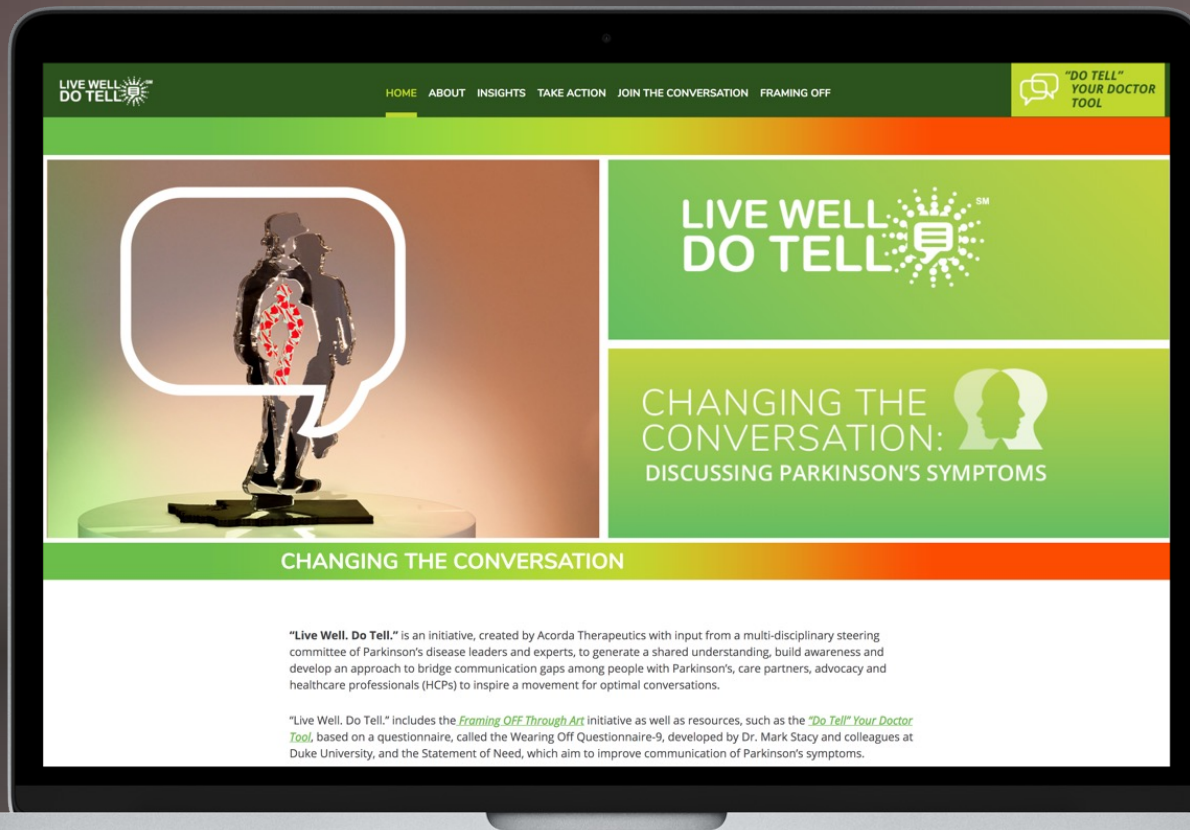 LIVE WELL
DO TELL
SM
HOME ABOUT INSIGHTS TAKE ACTION JOIN THE CONVERSATION FRAMING OFF
"DO TELL"
YOUR DOCTOR
TOOL
LIVE WELL
DO TELL
SM
CHANGING THE
CONVERSATION:
DISCUSSING PARKINSON'S SYMPTOMS
CHANGING THE CONVERSATION
“Live Well. Do Tell.” is an initiative, created by Acorda Therapeutics with input from a multi-disciplinary steering
committee of Parkinson’s disease leaders and experts, to generate a shared understanding, build awareness and
develop an approach to bridge communication gaps among people with Parkinson’s, care partners, advocacy and
healthcare professionals (HCPs) to inspire a movement for optimal conversations.
“Live Well. Do Tell.” includes the Framing OFF Through Art initiative as well as resources, such as the “Do Tell” Your Doctor
Tool, based on a questionnaire, called the Wearing Off Questionnaire-9, developed by Dr. Mark Stacy and colleagues at
Duke University, and the Statement of Need, which aim to improve communication of Parkinson’s symptoms.